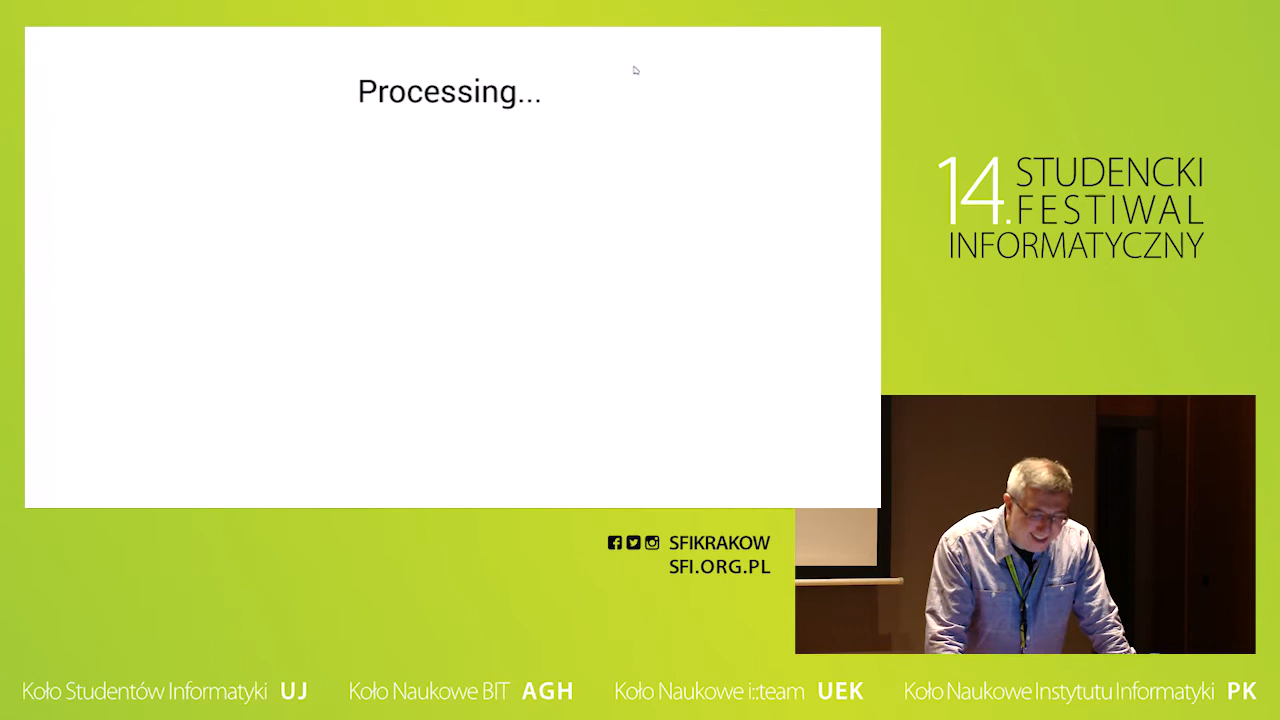 Processing...
14. STUDENCKI
FESTIWAL
INFORMATYCZNY
SFIKRAKOW
SFI.ORG.PL
Koło Studentów Informatyki UJ
Koło Naukowe BIT AGH
Koło Naukowe i::team UEK
Koło Naukowe Instytutu Informatyki PK